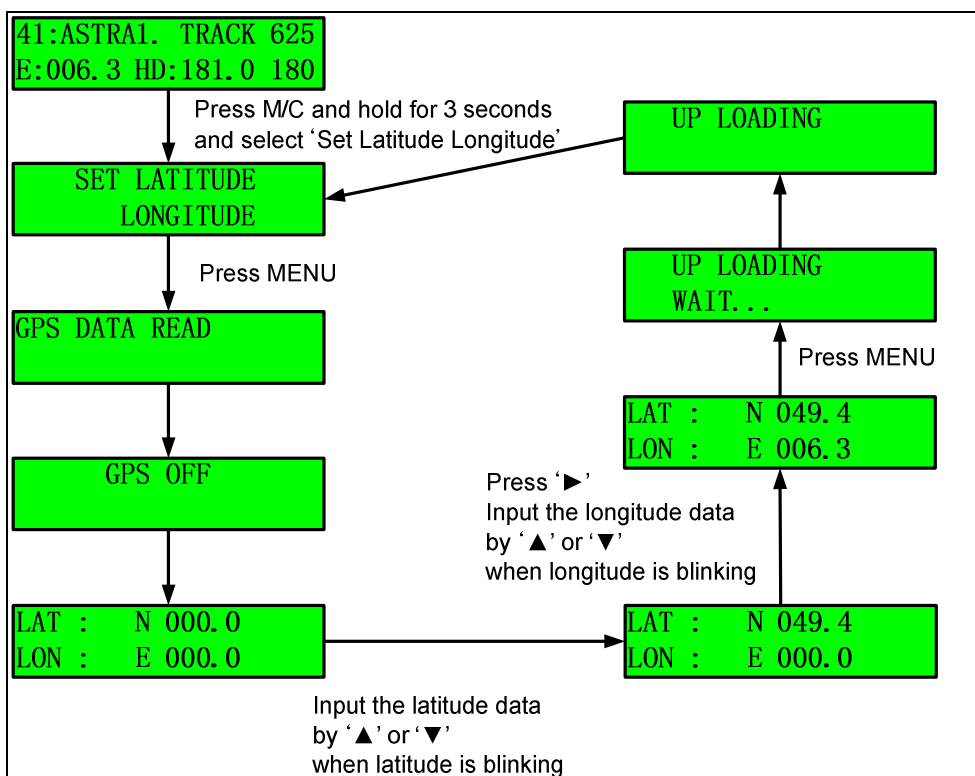 41:ASTRA1. TRACK 625
E:006.3 HD:181.0 180
Press M/C and hold for 3 seconds
and select ‘Set Latitude Longitude’
SET LATITUDE
LONGITUDE
Press MENU
GPS DATA READ
GPS OFF
LAT : N 000.0
LON : E 000.0
Input the latitude data
by ‘▲’ or ‘▼’
when latitude is blinking
LAT : N 049.4
LON : E 000.0
Press ‘►’
Input the longitude data
by ‘▲’ or ‘▼’
when longitude is blinking
LAT : N 049.4
LON : E 006.3
Press MENU
UP LOADING
WAIT...
UP LOADING